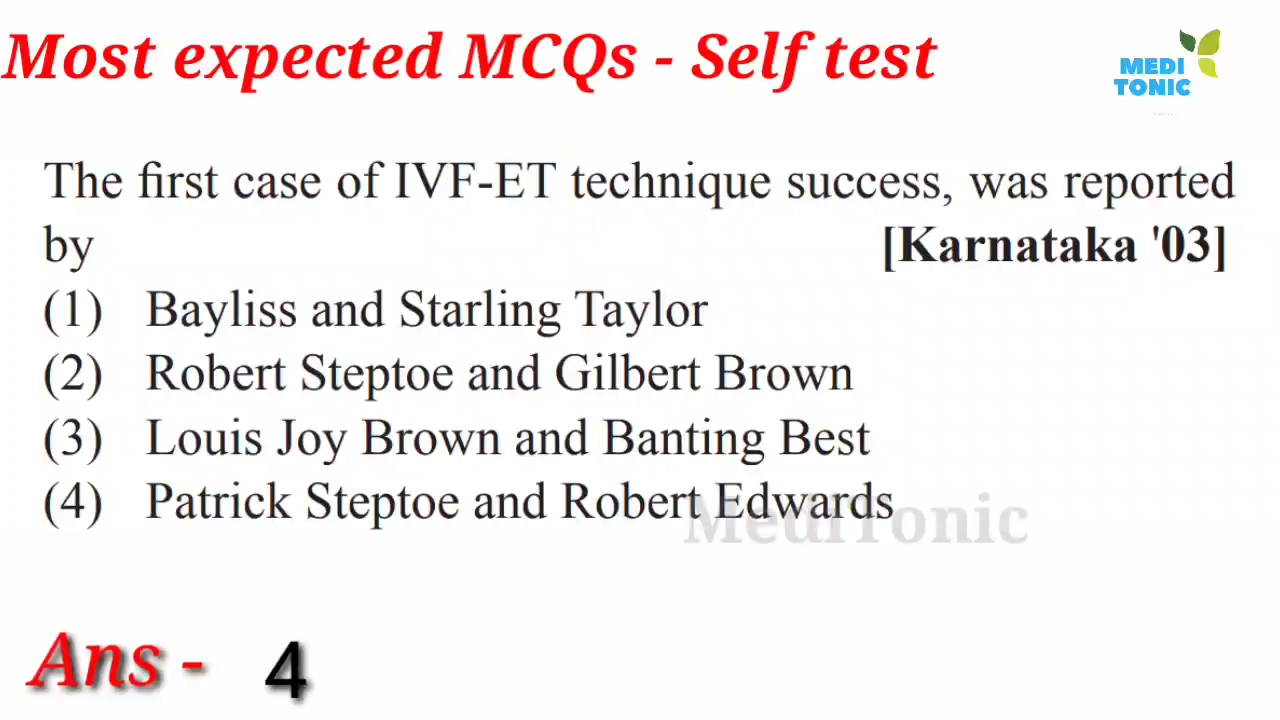 Most expected MCQs - Self test
MEDI
TONIC
The first case of IVF-ET technique success, was reported
by [Karnataka '03]
(1) Bayliss and Starling Taylor
(2) Robert Steptoe and Gilbert Brown
(3) Louis Joy Brown and Banting Best
(4) Patrick Steptoe and Robert Edwards
MediTonic
Ans - 4